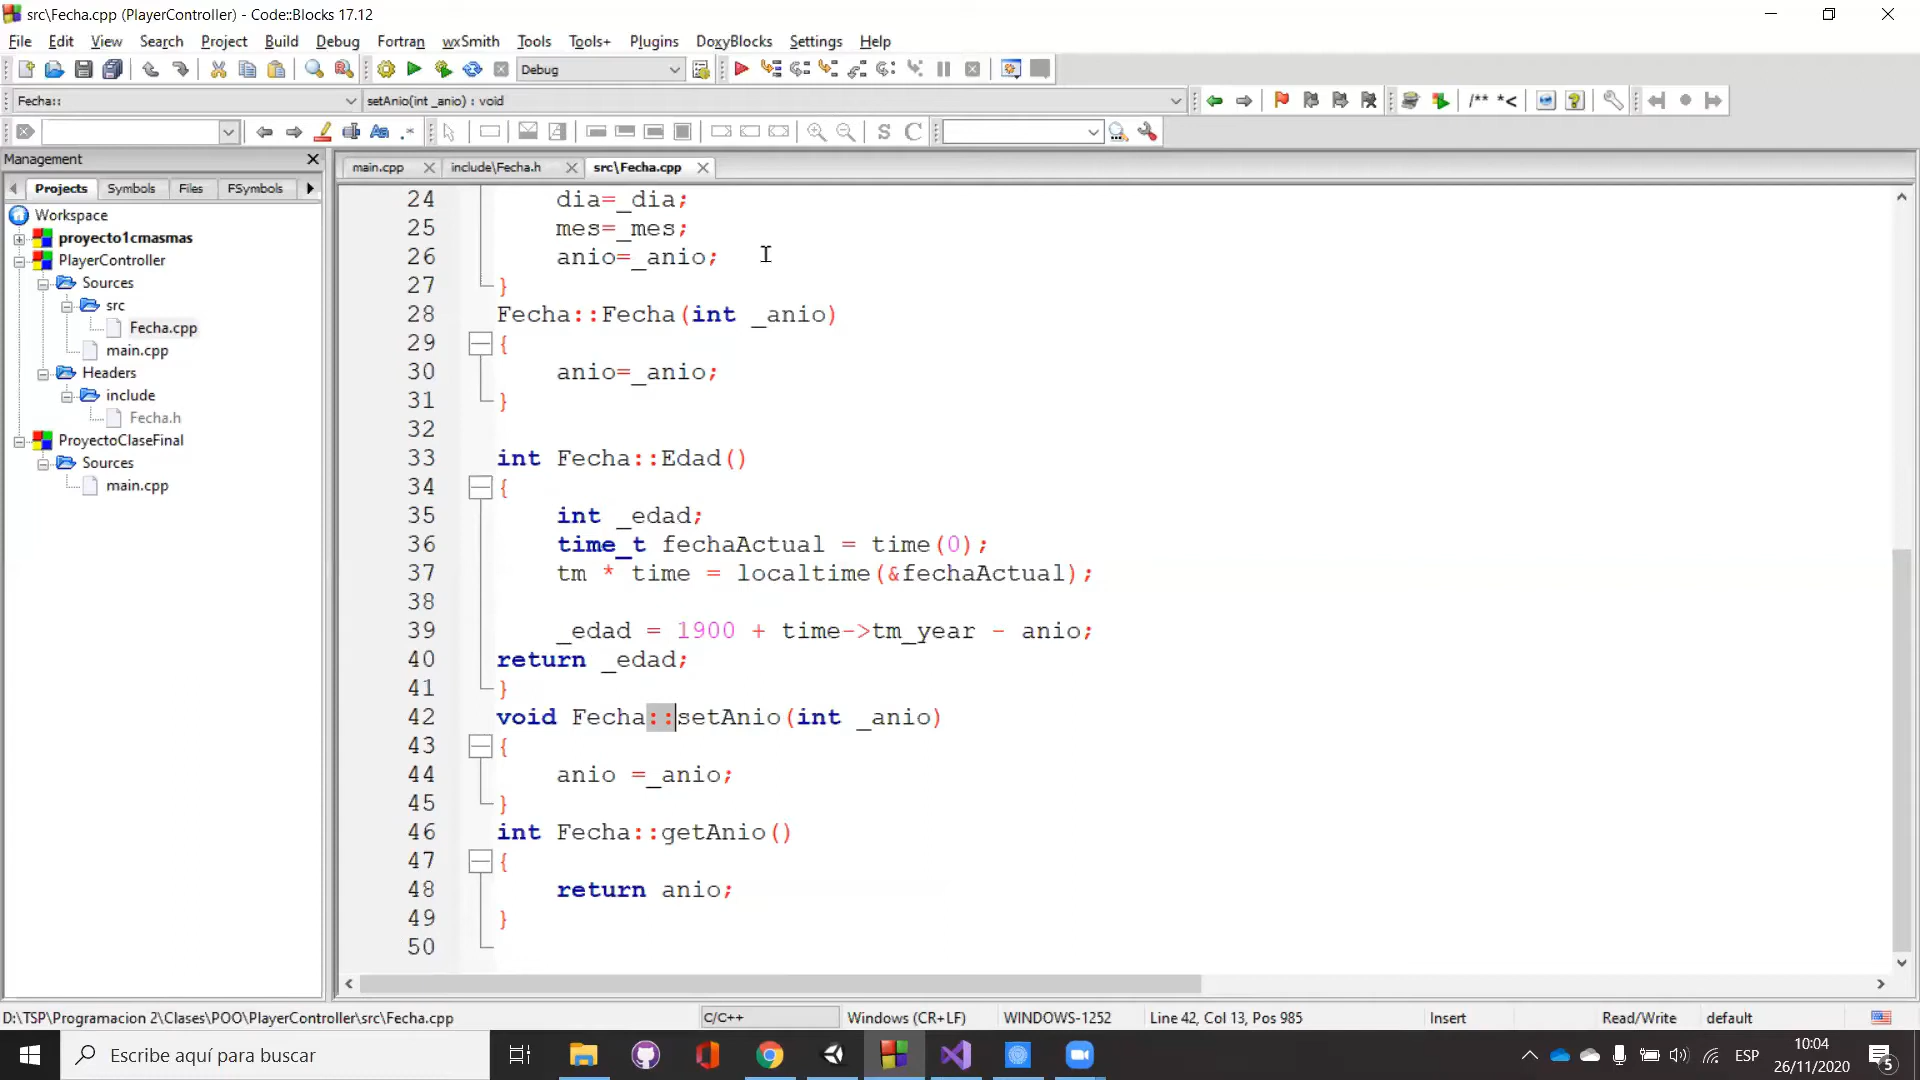 src\Fecha.cpp (PlayerController) - Code::Blocks 17.12
File Edit View Search Project Build Debug Fortran wxSmith Tools Tools+ Plugins DoxyBlocks Settings Help
Debug
Fecha:: setAnio(int _anio) : void
/** *<
Aa .* S C
Management
main.cpp include\Fecha.h src\Fecha.cpp
Projects Symbols Files FSymbols
Workspace
proyecto1cmasmas
PlayerController
Sources
src
Fecha.cpp
main.cpp
Headers
include
Fecha.h
ProyectoClaseFinal
Sources
main.cpp
24 dia=_dia;
25 mes=_mes;
26 anio=_anio;
27 }
28 Fecha::Fecha(int _anio)
29 {
30 anio=_anio;
31 }
32
33 int Fecha::Edad()
34 {
35 int _edad;
36 time_t fechaActual = time(0);
37 tm * time = localtime(&fechaActual);
38
39 _edad = 1900 + time->tm_year - anio;
40 return _edad;
41 }
42 void Fecha::setAnio(int _anio)
43 {
44 anio =_anio;
45 }
46 int Fecha::getAnio()
47 {
48 return anio;
49 }
50
D:\TSP\Programacion 2\Clases\POO\PlayerController\src\Fecha.cpp C/C++ Windows (CR+LF) WINDOWS-1252 Line 42, Col 13, Pos 985 Insert Read/Write default
Escribe aquí para buscar
ESP
10:04
26/11/2020
5